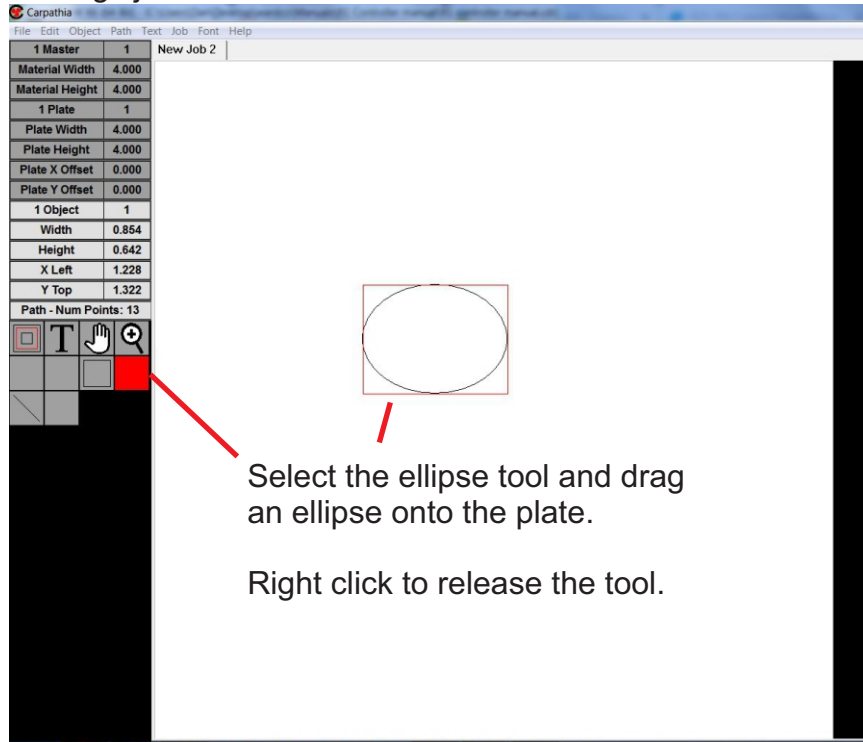 Carpathia
File Edit Object Path Text Job Font Help
1 Master 1
New Job 2
Material Width 4.000
Material Height 4.000
1 Plate 1
Plate Width 4.000
Plate Height 4.000
Plate X Offset 0.000
Plate Y Offset 0.000
1 Object 1
Width 0.854
Height 0.642
X Left 1.228
Y Top 1.322
Path - Num Points: 13
T
Select the ellipse tool and drag
an ellipse onto the plate.
Right click to release the tool.